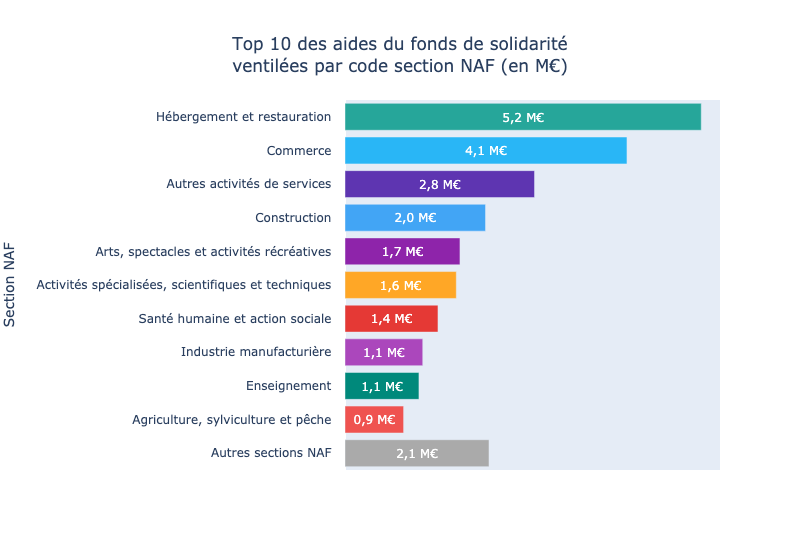 Top 10 des aides du fonds de solidarité
ventilées par code section NAF (en M€)
Section NAF
Hébergement et restauration 5,2 M€
Commerce 4,1 M€
Autres activités de services 2,8 M€
Construction 2,0 M€
Arts, spectacles et activités récréatives 1,7 M€
Activités spécialisées, scientifiques et techniques 1,6 M€
Santé humaine et action sociale 1,4 M€
Industrie manufacturière 1,1 M€
Enseignement 1,1 M€
Agriculture, sylviculture et pêche 0,9 M€
Autres sections NAF 2,1 M€